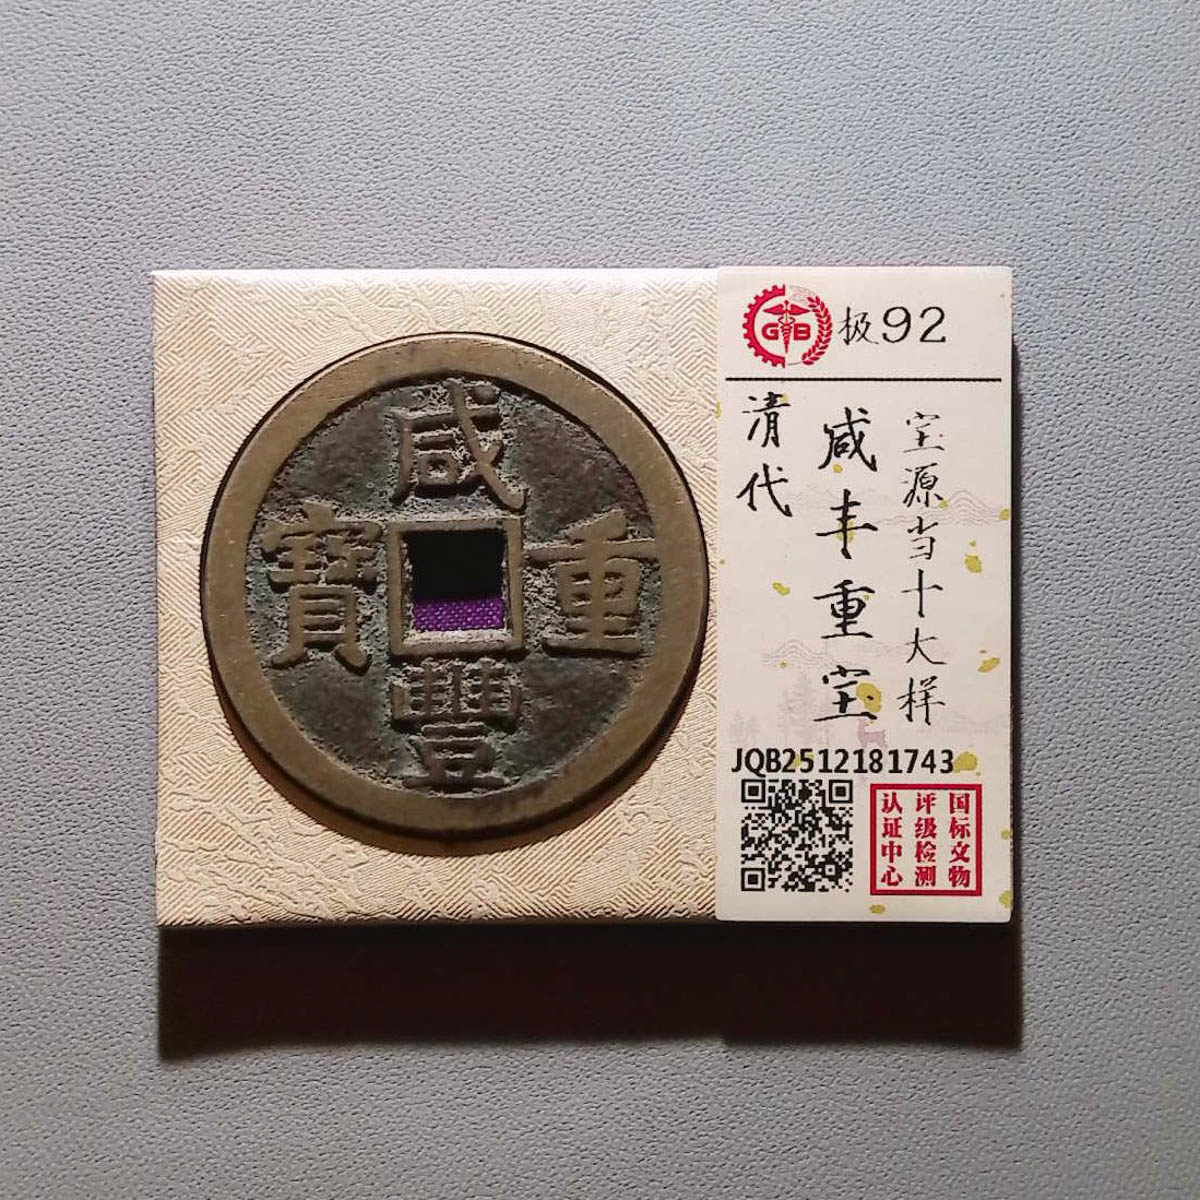 咸豐重寶
GB
极92
清代
咸丰重宝
宝源当十大样
JQB2512181743
国标文物
评级检测
认证中心